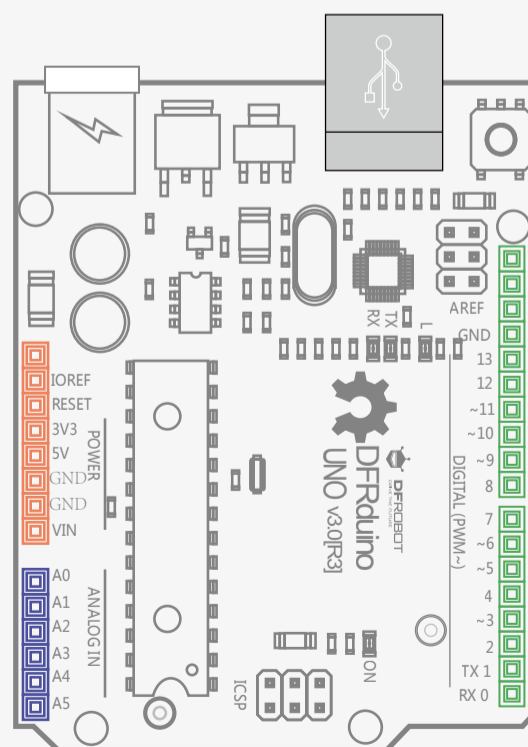 RX
TX
L
IOREF
RESET
3V3
5V
GND
GND
VIN
POWER
A0
A1
A2
A3
A4
A5
ANALOG IN
DFRduino
UNO v3.0[R3]
DFROBOT
ON
ICSP
AREF
GND
13
12
~11
~10
~9
8
7
~6
~5
4
~3
2
TX 1
RX 0
DIGITAL (PWM~)